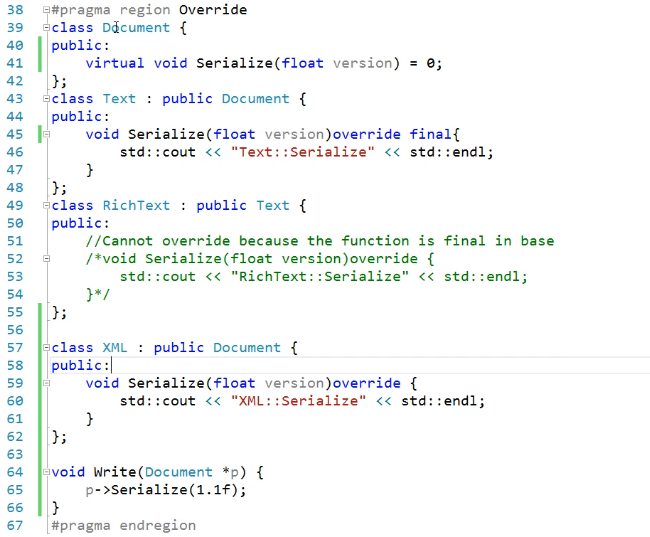 38 #pragma region Override
39 class Document {
40 public:
41     virtual void Serialize(float version) = 0;
42 };
43 class Text : public Document {
44 public:
45     void Serialize(float version)override final{
46         std::cout << "Text::Serialize" << std::endl;
47     }
48 };
49 class RichText : public Text {
50 public:
51     //Cannot override because the function is final in base
52     /*void Serialize(float version)override {
53         std::cout << "RichText::Serialize" << std::endl;
54     }*/
55 };
56
57 class XML : public Document {
58 public:
59     void Serialize(float version)override {
60         std::cout << "XML::Serialize" << std::endl;
61     }
62 };
63
64 void Write(Document *p) {
65     p->Serialize(1.1f);
66 }
67 #pragma endregion